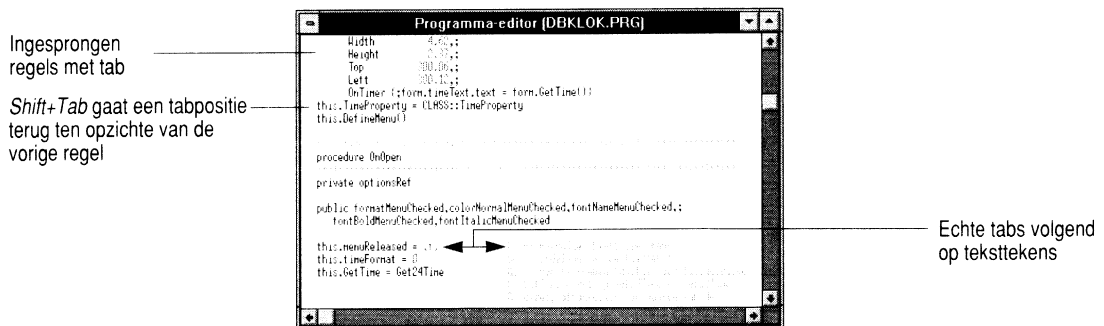 Programma-editor (DBKLOK.PRG)
Ingesprongen
regels met tab
Shift+Tab gaat een tabpositie
terug ten opzichte van de
vorige regel
Width
Height
Top
Left
OnTimer {;form.timeText.text = form.GetTime()}
this.TimeProperty = CLASS::TimeProperty
this.DefineMenu()
procedure OnOpen
private optionsRef
public formatMenuChecked,colorNormalMenuChecked,fontNameMenuChecked,;
fontBoldMenuChecked,fontItalicMenuChecked
this.menuReleased =
this.timeFormat = 0
this.GetTime = Get24Time
Echte tabs volgend
op teksttekens